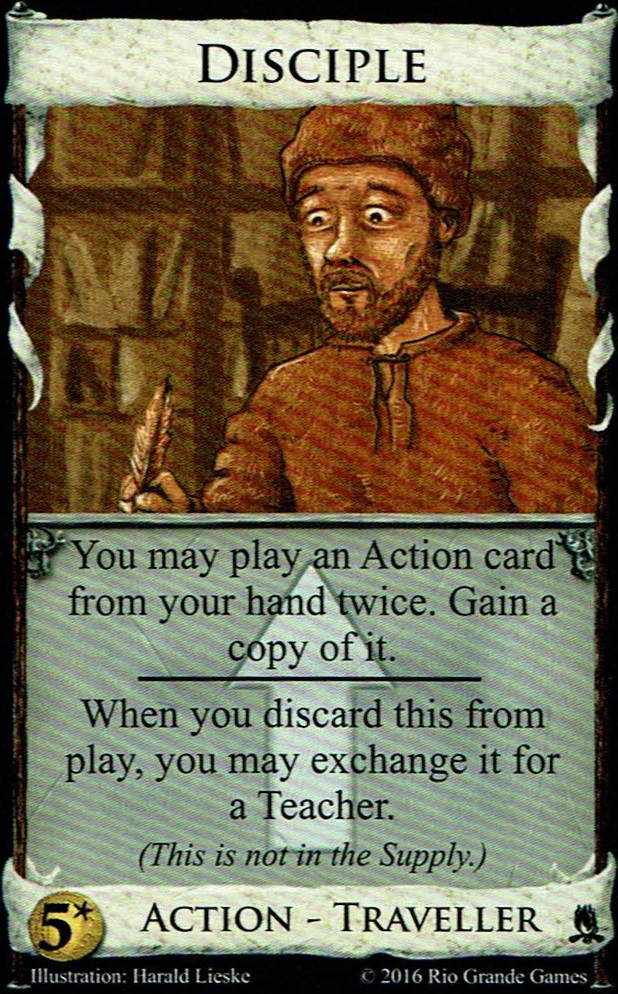 DISCIPLE
You may play an Action card
from your hand twice. Gain a
copy of it.
When you discard this from
play, you may exchange it for
a Teacher.
(This is not in the Supply.)
5* ACTION - TRAVELLER
Illustration: Harald Lieske © 2016 Rio Grande Games